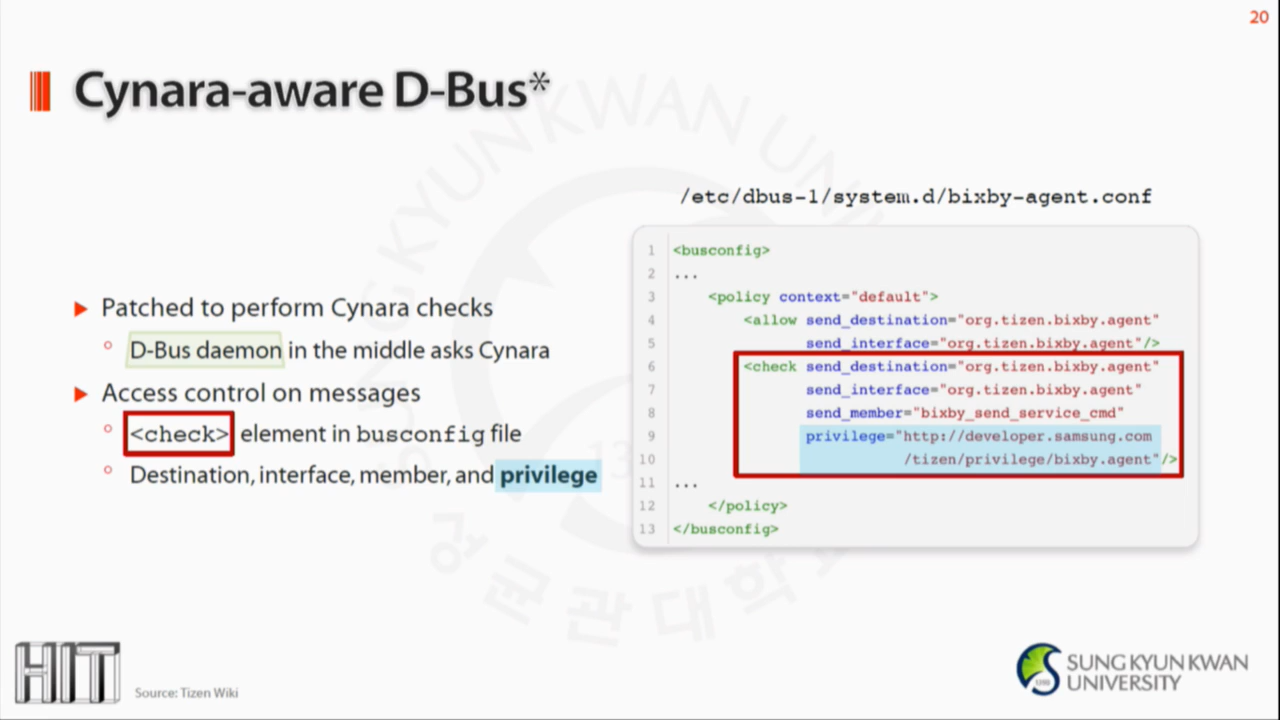 20
Cynara-aware D-Bus*
▶ Patched to perform Cynara checks
° D-Bus daemon in the middle asks Cynara
▶ Access control on messages
° <check> element in busconfig file
° Destination, interface, member, and privilege
/etc/dbus-1/system.d/bixby-agent.conf
1 <busconfig>
2 ...
3 <policy context="default">
4 <allow send_destination="org.tizen.bixby.agent"
5 send_interface="org.tizen.bixby.agent"/>
6 <check send_destination="org.tizen.bixby.agent"
7 send_interface="org.tizen.bixby.agent"
8 send_member="bixby_send_service_cmd"
9 privilege="http://developer.samsung.com
10 /tizen/privilege/bixby.agent"/>
11 ...
12 </policy>
13 </busconfig>
HIT
Source: Tizen Wiki
SUNG KYUN KWAN
UNIVERSITY